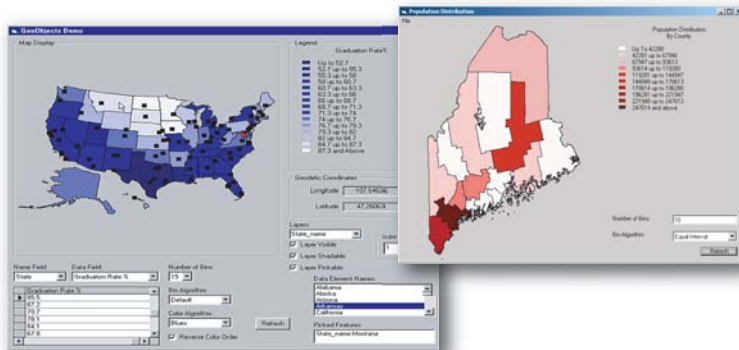 GeoObjects Demo
Map Display
Legend
Graduation Rate%
Up to 52.7
52.7 up to 55.3
55.3 up to 58
58 up to 60.7
60.7 up to 63.3
63.3 up to 66
66 up to 68.7
68.7 up to 71.3
71.3 up to 74
74 up to 76.7
76.7 up to 79.3
79.3 up to 82
82 up to 84.7
84.7 up to 87.3
87.3 and Above
Geodetic Coordinates
Longitude
Latitude
Layers
State_name
Layer Visible
Layer Shadable
Layer Pickable
Name Field:
Data Field:
Number of Bins:
State
Graduation Rate %
15
Graduation Rate %
65.5
67.2
70.7
78.1
84.1
67.8
Bin Algorithm:
Default
Color Algorithm:
Blues
Reverse Color Order
Refresh
Data Element Names:
Alabama
Alaska
Arizona
Arkansas
California
Picked Features
State_name:Montana
Population Distribution
File
Population Distribution
By County
Up To 42280
42281 up to 67946
67947 up to 93613
93614 up to 119280
119281 up to 144947
144948 up to 170613
170614 up to 196280
196281 up to 221947
221948 up to 247613
247614 and above
Number of Bins:
10
Bin Algorithm:
Equal Interval
Refresh